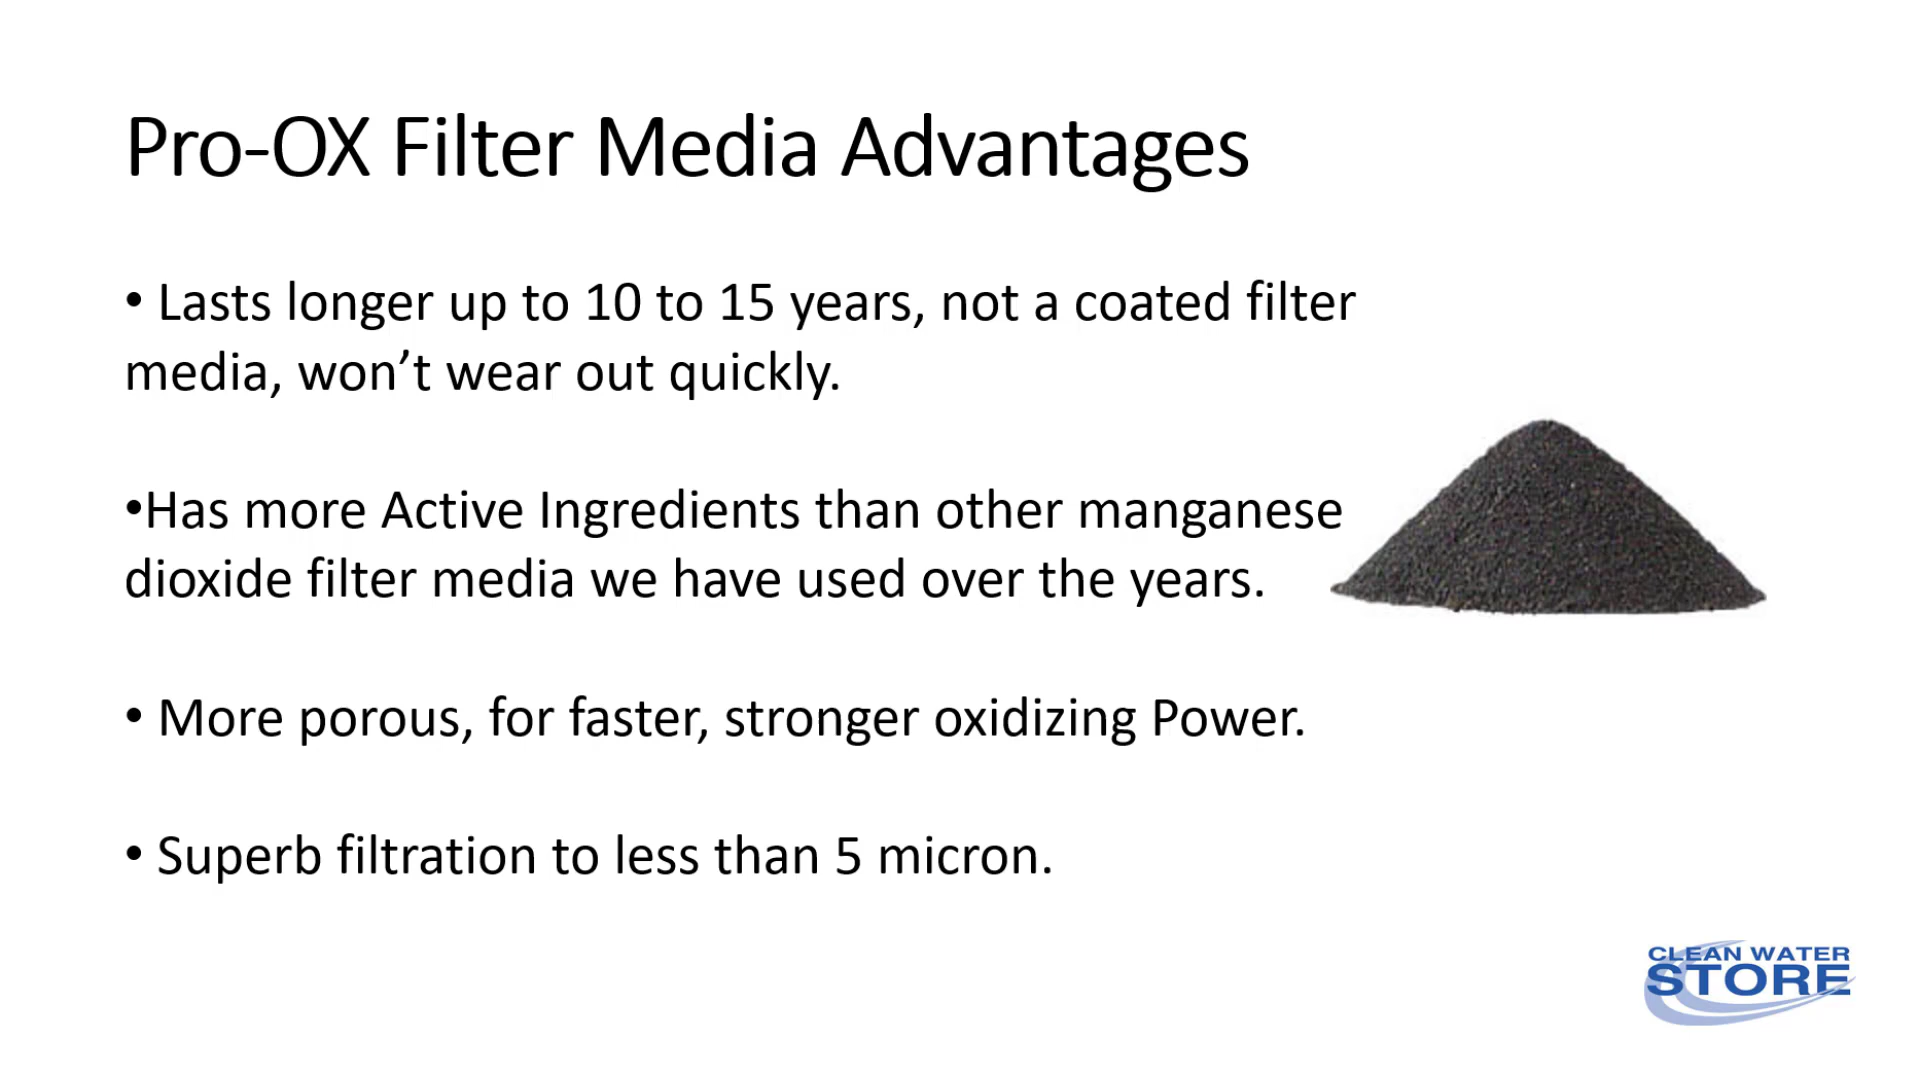 Pro-OX Filter Media Advantages
• Lasts longer up to 10 to 15 years, not a coated filter
media, won’t wear out quickly.
•Has more Active Ingredients than other manganese
dioxide filter media we have used over the years.
• More porous, for faster, stronger oxidizing Power.
• Superb filtration to less than 5 micron.
CLEAN WATER
STORE